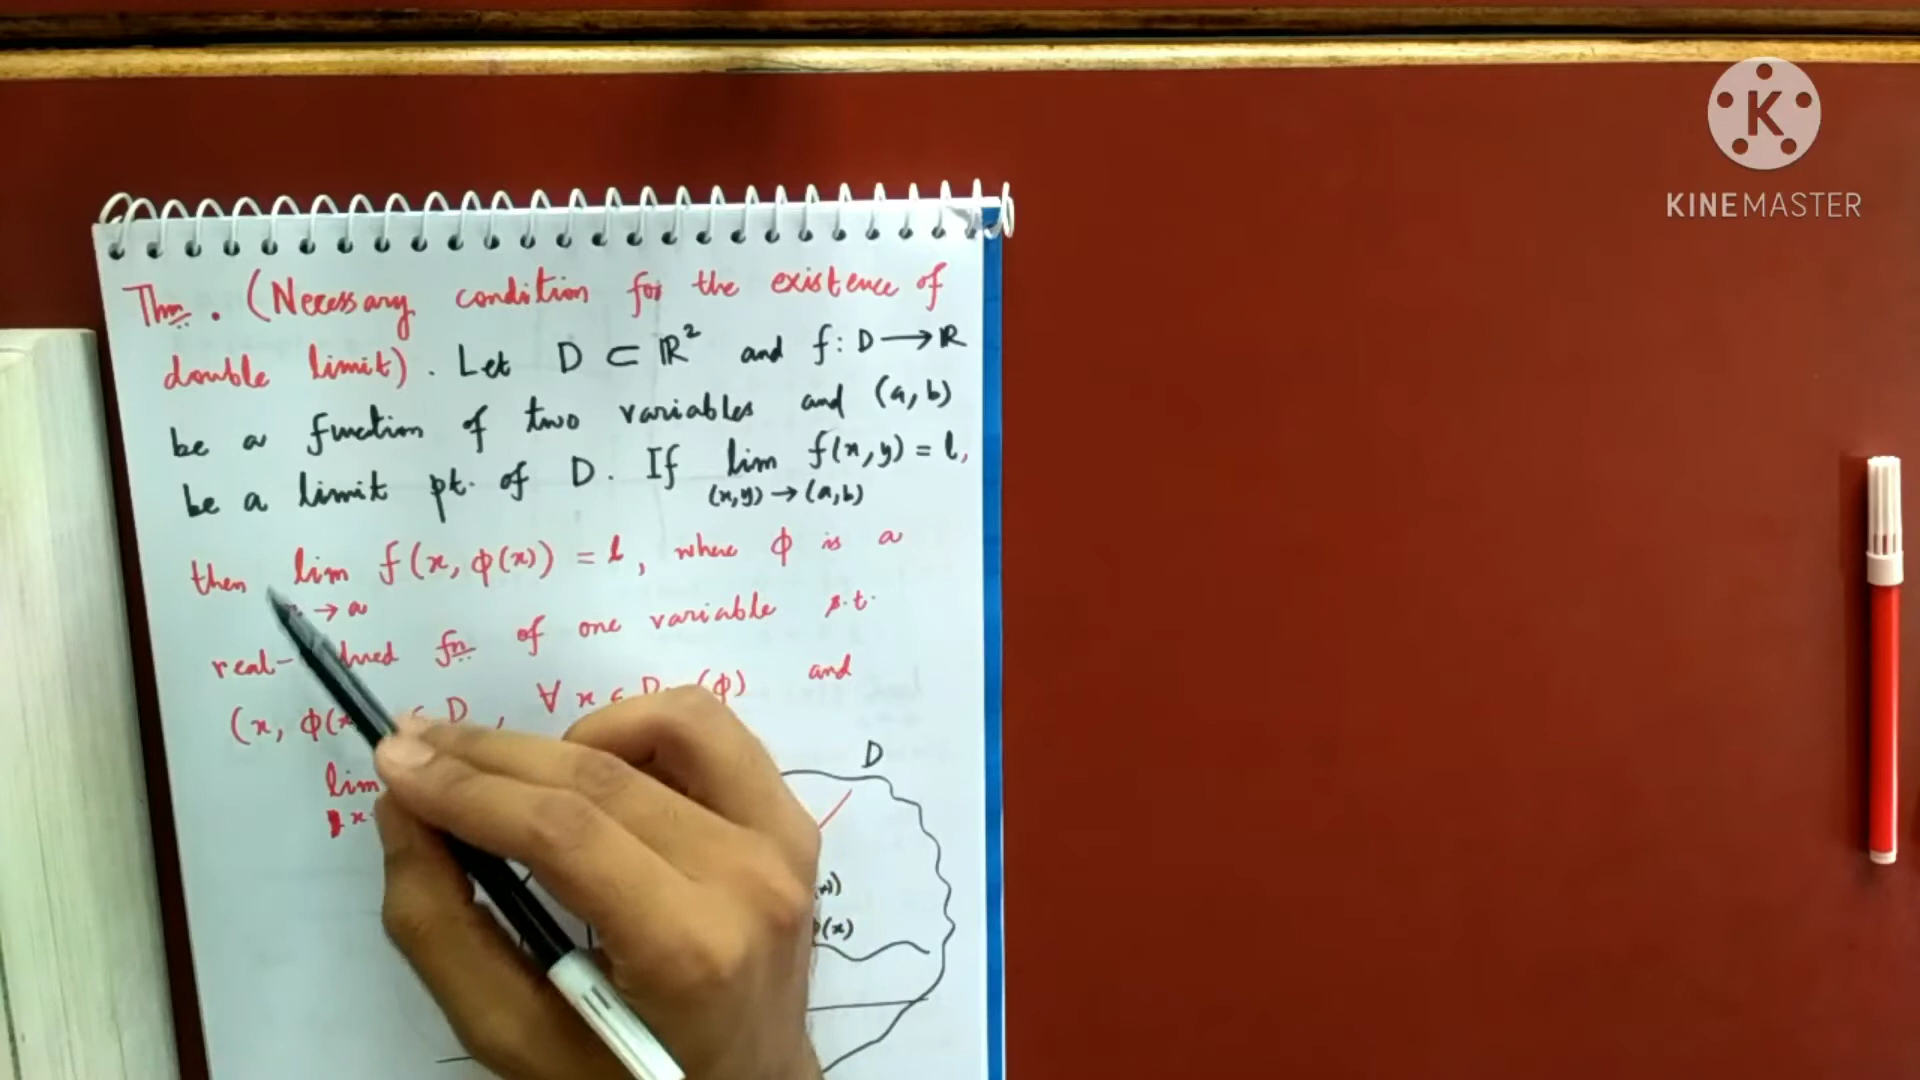 Thm. (Necessary condition for the existence of
double limit). Let D ⊂ ℝ² and f: D → ℝ
be a function of two variables and (a, b)
be a limit pt. of D. If lim f(x,y) = l,
(x,y) → (a,b)
then lim f(x, φ(x)) = l, where φ is a
→ a
real- fn of one variable s.t.
(x, φ( ∈ D, ∀ x ∈ (φ) and
lim
x
D
φ(x)
K
KINEMASTER